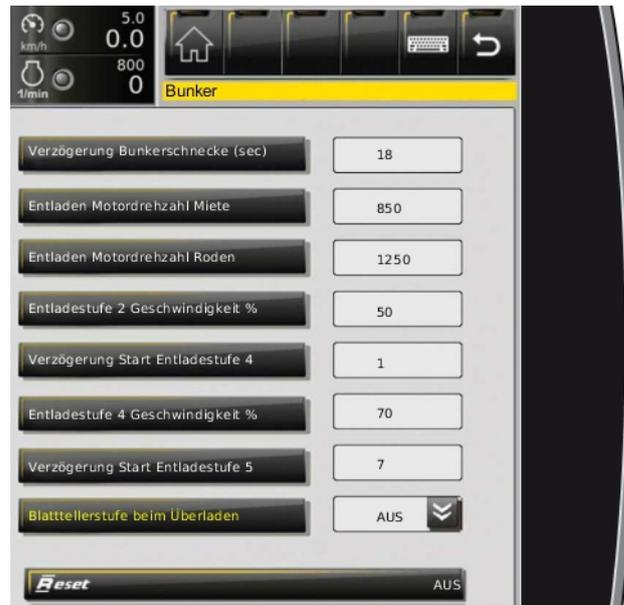 km/h
5.0
0.0
1/min
800
0
Bunker
Verzögerung Bunkerschnecke (sec) 18
Entladen Motordrehzahl Miete 850
Entladen Motordrehzahl Roden 1250
Entladestufe 2 Geschwindigkeit % 50
Verzögerung Start Entladestufe 4 1
Entladestufe 4 Geschwindigkeit % 70
Verzögerung Start Entladestufe 5 7
Blatttellerstufe beim Überladen AUS
Reset AUS